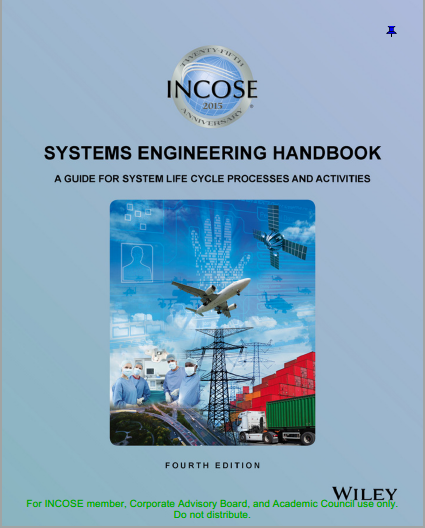 TWENTY-FIFTH
INCOSE
2015
ANNIVERSARY
SYSTEMS ENGINEERING HANDBOOK
A GUIDE FOR SYSTEM LIFE CYCLE PROCESSES AND ACTIVITIES
FOURTH EDITION
WILEY
For INCOSE member, Corporate Advisory Board, and Academic Council use only.
Do not distribute.